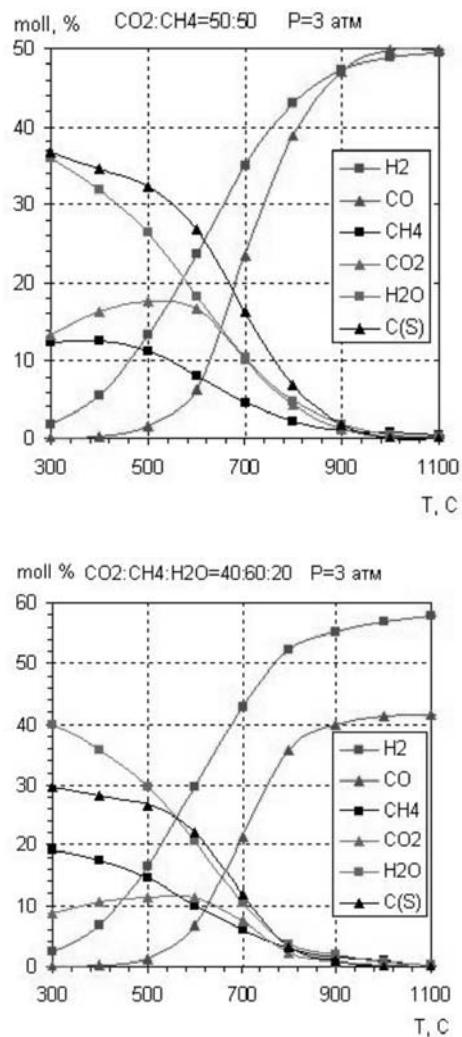 moll, % CO2:CH4=50:50 P=3 атм
50
40
30
20
10
0
H2
CO
CH4
CO2
H2O
C(S)
300 500 700 900 1100
T, C
moll % CO2:CH4:H2O=40:60:20 P=3 атм
60
50
40
30
20
10
0
H2
CO
CH4
CO2
H2O
C(S)
300 500 700 900 1100
T, C